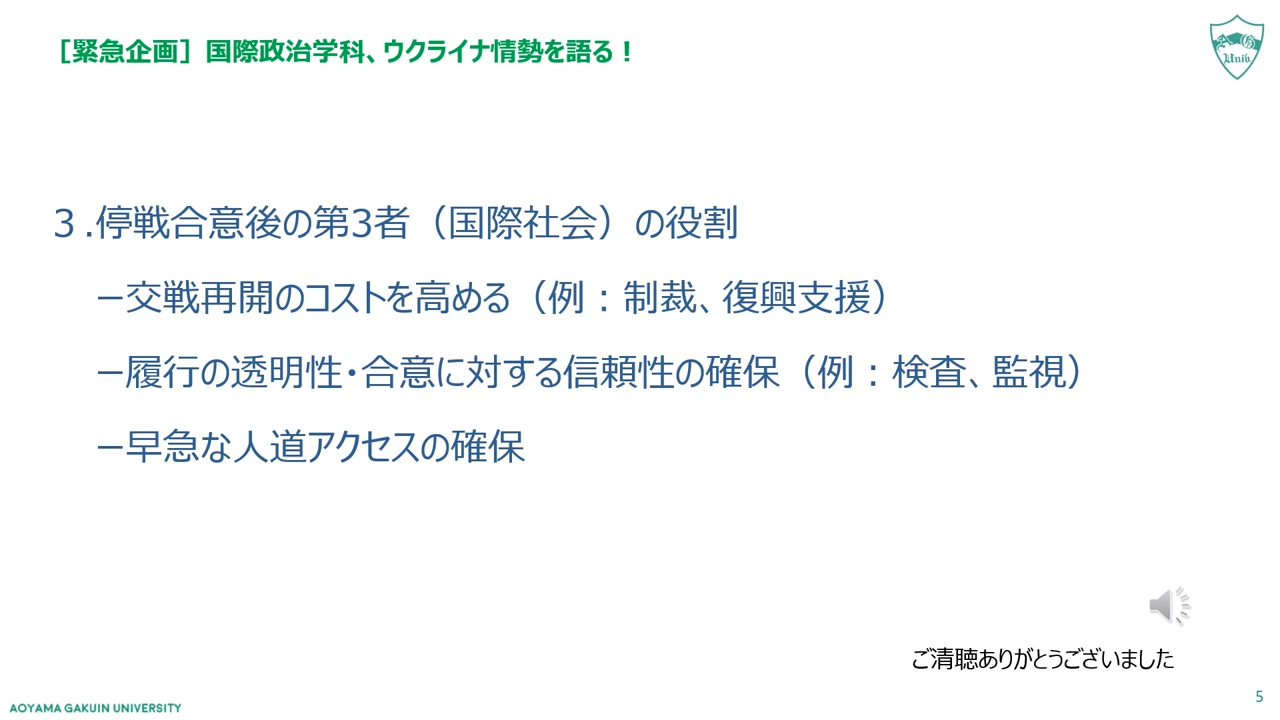 ［緊急企画］国際政治学科、ウクライナ情勢を語る！
A G
Univ.
３.停戦合意後の第3者（国際社会）の役割
－交戦再開のコストを高める（例：制裁、復興支援）
－履行の透明性・合意に対する信頼性の確保（例：検査、監視）
－早急な人道アクセスの確保
ご清聴ありがとうございました
AOYAMA GAKUIN UNIVERSITY
5